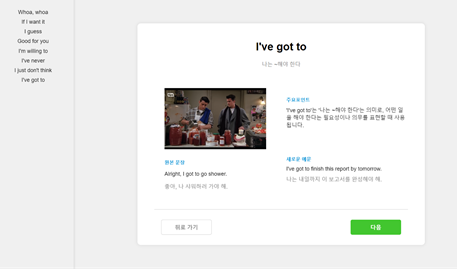 Whoa, whoa
If I want it
I guess
Good for you
I'm willing to
I've never
I just don't think
I've got to
I've got to
나는 ~해야 한다
주요포인트
'I've got to'는 '나는 ~해야 한다'는 의미로, 어떤 일
을 해야 한다는 필요성이나 의무를 표현할 때 사용
됩니다.
원본 문장
Alright, I got to go shower.
좋아, 나 샤워하러 가야 해.
새로운 예문
I've got to finish this report by tomorrow.
나는 내일까지 이 보고서를 완성해야 해.
뒤로 가기
다음